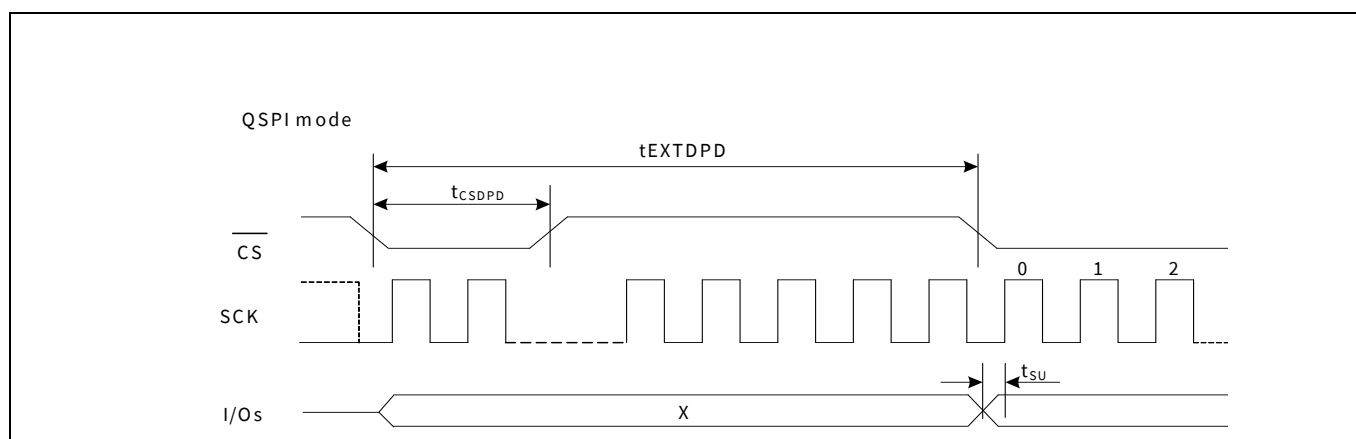 QSPI mode
tEXTDPD
tCSDPD
CS
0 1 2
SCK
tSU
I/Os
X